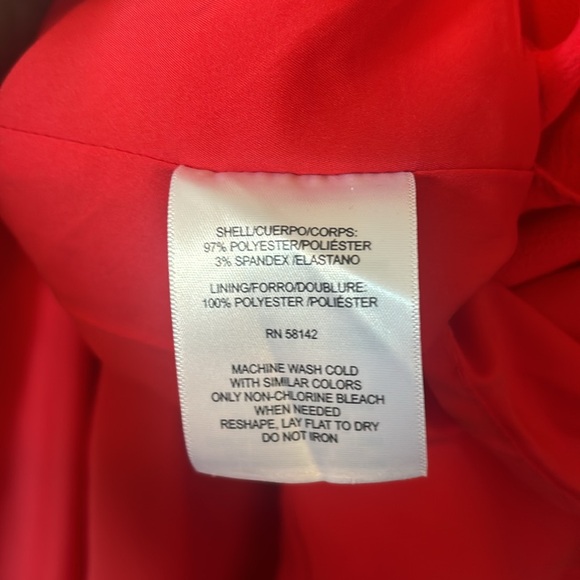 SHELL/CUERPO/CORPS:
97% POLYESTER/POLIÉSTER
3% SPANDEX /ELASTANO
LINING/FORRO/DOUBLURE:
100% POLYESTER /POLIÉSTER
RN 58142
MACHINE WASH COLD
WITH SIMILAR COLORS
ONLY NON-CHLORINE BLEACH
WHEN NEEDED
RESHAPE, LAY FLAT TO DRY
DO NOT IRON